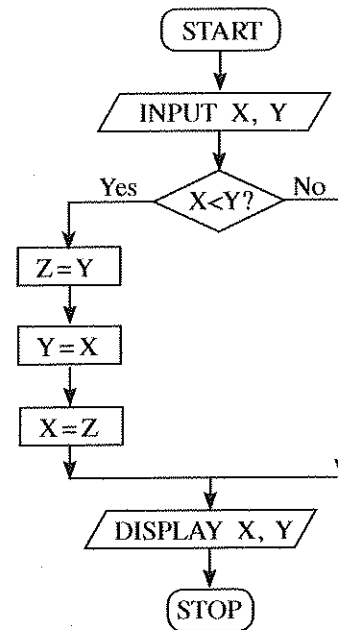 START
INPUT X, Y
X<Y?
Yes
No
Z=Y
Y=X
X=Z
DISPLAY X, Y
STOP